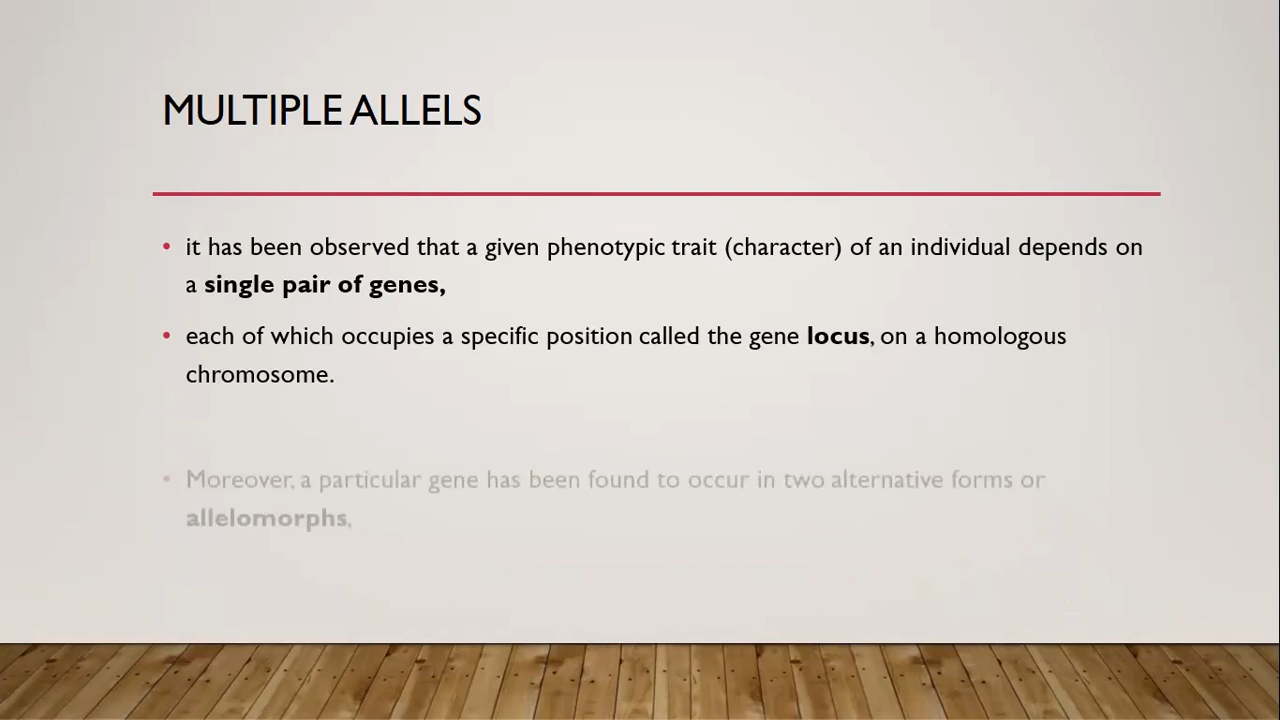 MULTIPLE ALLELS
• it has been observed that a given phenotypic trait (character) of an individual depends on
a single pair of genes,
• each of which occupies a specific position called the gene locus, on a homologous
chromosome.
• Moreover, a particular gene has been found to occur in two alternative forms or
allelomorphs,